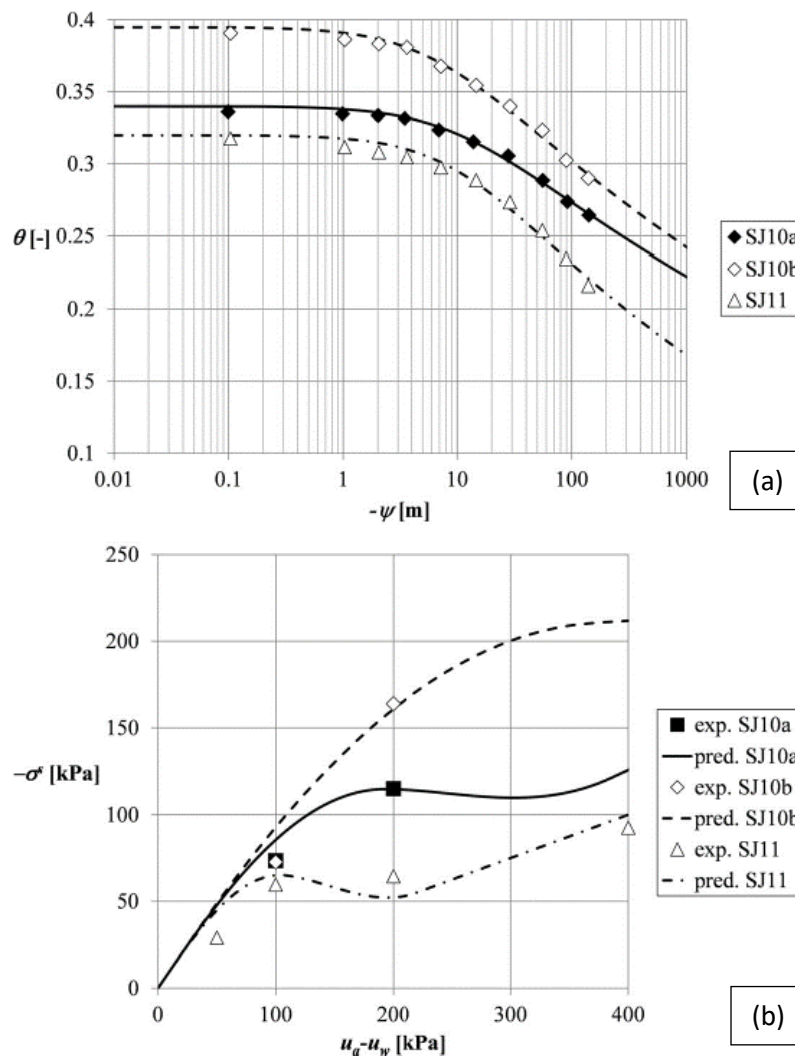 0.4
0.35
0.3
θ [-] 0.25
0.2
0.15
0.1
0.01 0.1 1 10 100 1000
-ψ [m]
SJ10a
SJ10b
SJ11
(a)
250
200
150
−σˢ [kPa]
100
50
0
0 100 200 300 400
uₐ-u_w [kPa]
exp. SJ10a
pred. SJ10a
exp. SJ10b
pred. SJ10b
exp. SJ11
pred. SJ11
(b)